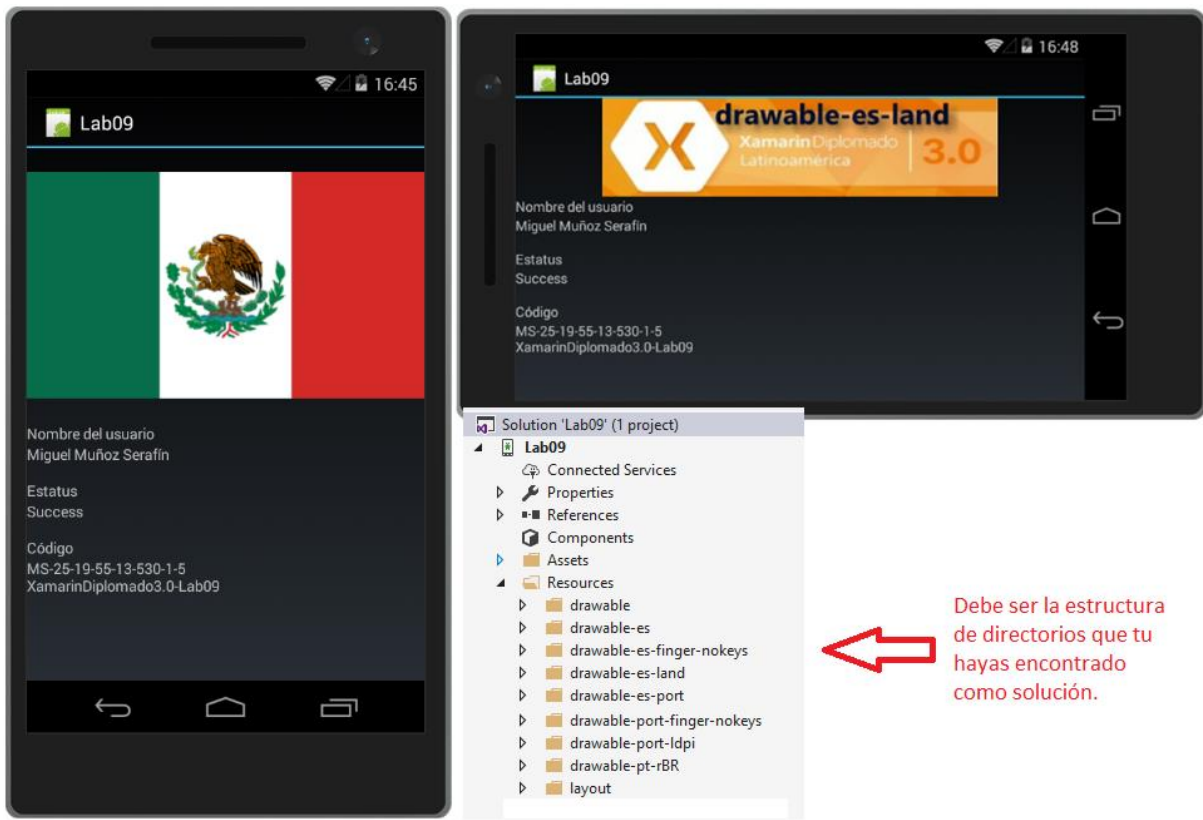 16:45
Lab09
Nombre del usuario
Miguel Muñoz Serafín
Estatus
Success
Código
MS-25-19-55-13-530-1-5
XamarinDiplomado3.0-Lab09
16:48
Lab09
drawable-es-land
XamarinDiplomado
Latinoamérica
3.0
Nombre del usuario
Miguel Muñoz Serafín
Estatus
Success
Código
MS-25-19-55-13-530-1-5
XamarinDiplomado3.0-Lab09
Solution 'Lab09' (1 project)
Lab09
Connected Services
Properties
References
Components
Assets
Resources
drawable
drawable-es
drawable-es-finger-nokeys
drawable-es-land
drawable-es-port
drawable-port-finger-nokeys
drawable-port-ldpi
drawable-pt-rBR
layout
Debe ser la estructura
de directorios que tu
hayas encontrado
como solución.